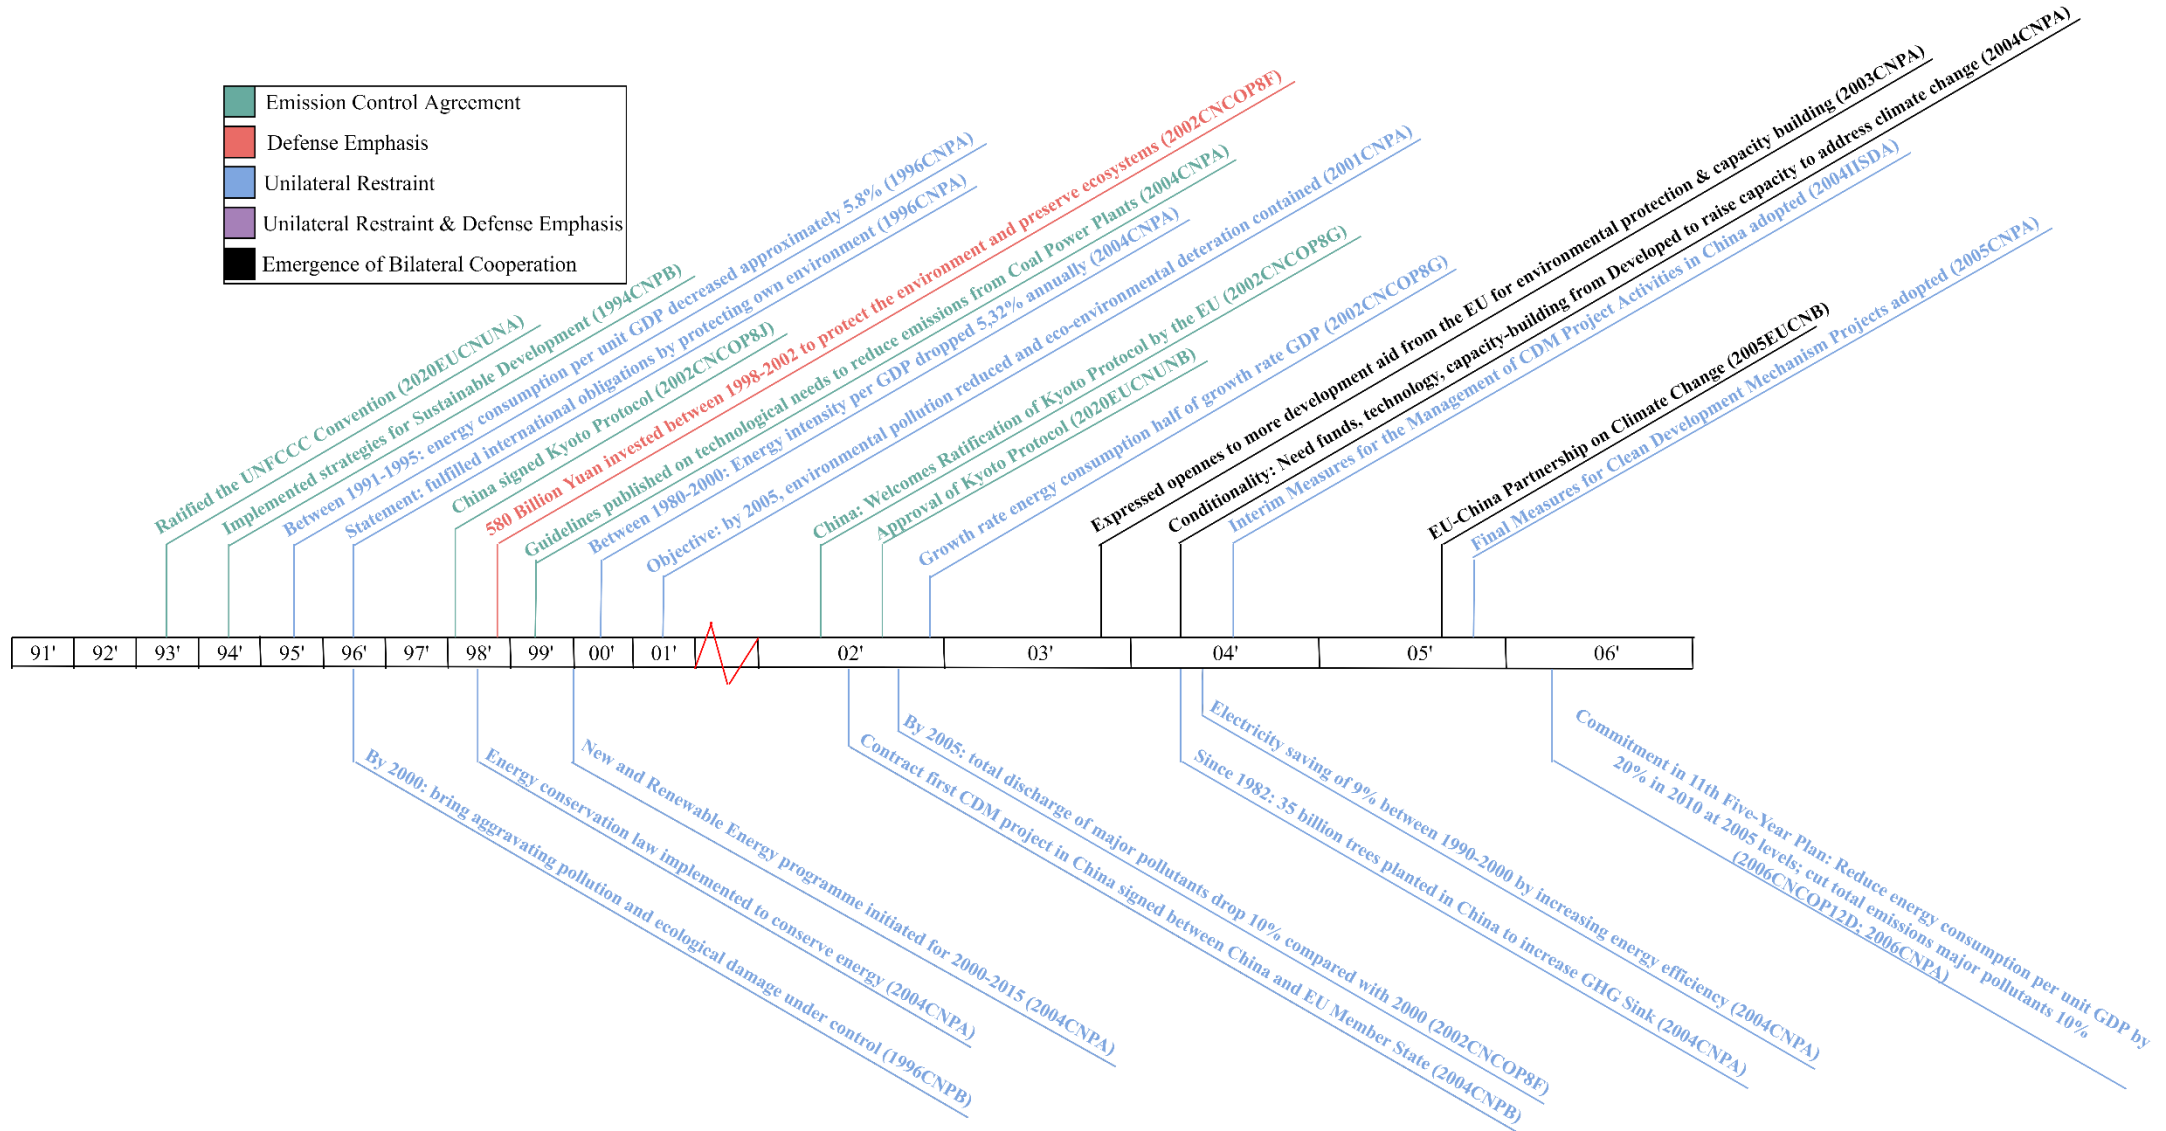 Emission Control Agreement
Defense Emphasis
Unilateral Restraint
Unilateral Restraint & Defense Emphasis
Emergence of Bilateral Cooperation
Ratified the UNFCCC Convention (2020EUCNUNA)
Implemented strategies for Sustainable Development (1994CNPB)
Between 1991-1995: energy consumption per unit GDP decreased approximately 5.8% (1996CNPA)
Statement: fulfilled international obligations by protecting own environment (1996CNPA)
China signed Kyoto Protocol (2002CNCOP8J)
580 Billion Yuan invested between 1998-2002 to protect the environment and preserve ecosystems (2002CNCOP8F)
Guidelines published on technological needs to reduce emissions from Coal Power Plants (2004CNPA)
Between 1980-2000: Energy intensity per GDP dropped 5,32% annually (2004CNPA)
Objective: by 2005, environmental pollution reduced and eco-environmental deteration contained (2001CNPA)
China: Welcomes Ratification of Kyoto Protocol by the EU (2002CNCOP8G)
Approval of Kyoto Protocol (2020EUCNUNB)
Growth rate energy consumption half of growth rate GDP (2002CNCOP8G)
Expressed opennes to more development aid from the EU for environmental protection & capacity building (2003CNPA)
Conditionality: Need funds, technology, capacity-building from Developed to raise capacity to address climate change (2004CNPA)
Interim Measures for the Management of CDM Project Activities in China adopted (2004IISDA)
EU-China Partnership on Climate Change (2005EUCNB)
Final Measures for Clean Development Mechanism Projects adopted (2005CNPA)
91' 92' 93' 94' 95' 96' 97' 98' 99' 00' 01' 02' 03' 04' 05' 06'
By 2000: bring aggravating pollution and ecological damage under control (1996CNPB)
Energy conservation law implemented to conserve energy (2004CNPA)
New and Renewable Energy programme initiated for 2000-2015 (2004CNPA)
Contract first CDM project in China signed between China and EU Member State (2004CNPB)
By 2005: total discharge of major pollutants drop 10% compared with 2000 (2002CNCOP8F)
Since 1982: 35 billion trees planted in China to increase GHG Sink (2004CNPA)
Electricity saving of 9% between 1990-2000 by increasing energy efficiency (2004CNPA)
Commitment in 11th Five-Year Plan: Reduce energy consumption per unit GDP by
20% in 2010 at 2005 levels; cut total emissions major pollutants 10%
(2006CNCOP12D; 2006CNPA)